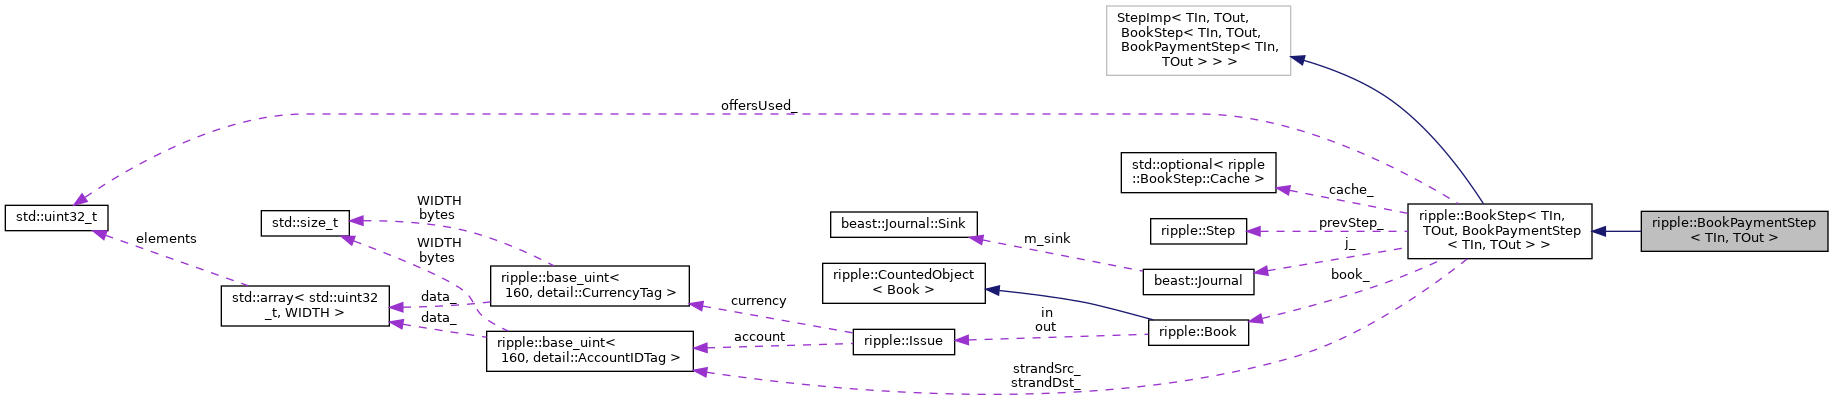 StepImp< TIn, TOut,
BookStep< TIn, TOut,
BookPaymentStep< TIn,
TOut > > >
offersUsed_
std::optional< ripple
::BookStep::Cache >
cache_
WIDTH
bytes
std::uint32_t
std::size_t
beast::Journal::Sink
ripple::Step
prevStep_
ripple::BookStep< TIn,
TOut, BookPaymentStep
< TIn, TOut > >
ripple::BookPaymentStep
< TIn, TOut >
elements
WIDTH
bytes
m_sink
j_
ripple::base_uint<
160, detail::CurrencyTag >
ripple::CountedObject
< Book >
beast::Journal
book_
std::array< std::uint32
_t, WIDTH >
data_
data_
currency
in
out
ripple::base_uint<
160, detail::AccountIDTag >
account
ripple::Issue
ripple::Book
strandSrc_
strandDst_